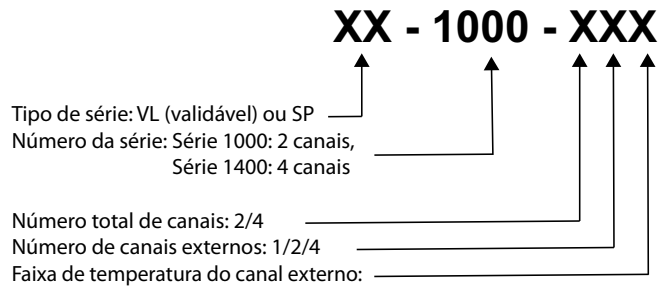 XX - 1000 - XXX
Tipo de série: VL (validável) ou SP
Número da série: Série 1000: 2 canais,
Série 1400: 4 canais
Número total de canais: 2/4
Número de canais externos: 1/2/4
Faixa de temperatura do canal externo: